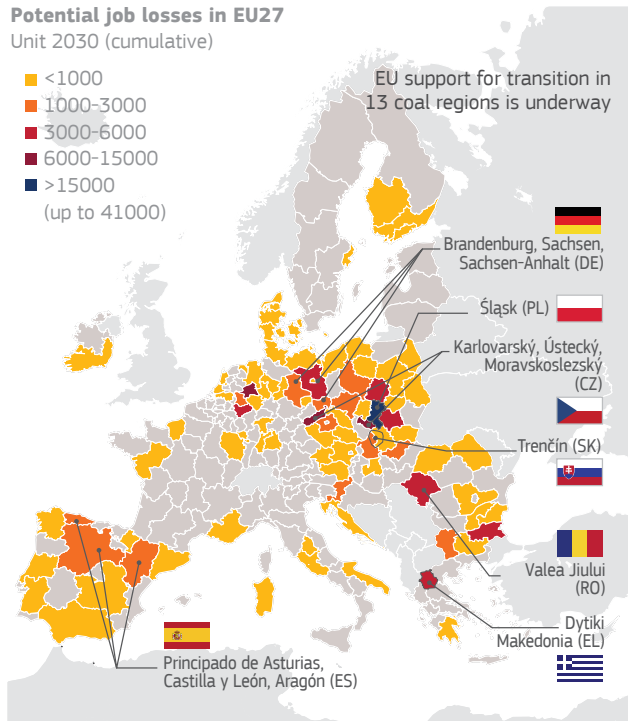 Potential job losses in EU27
Unit 2030 (cumulative)
<1000
1000-3000
3000-6000
6000-15000
>15000
(up to 41000)
EU support for transition in
13 coal regions is underway
Brandenburg, Sachsen,
Sachsen-Anhalt (DE)
Śląsk (PL)
Karlovarský, Ústecký,
Moravskoslezský
(CZ)
Trenčín (SK)
Valea Jiului
(RO)
Dytiki
Makedonia (EL)
Principado de Asturias,
Castilla y León, Aragón (ES)